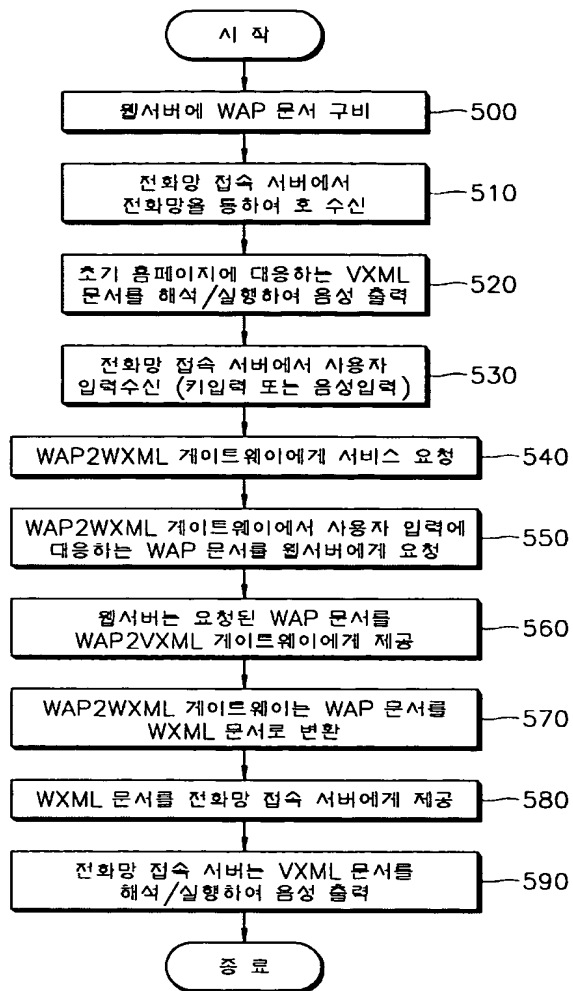 시 작
웹서버에 WAP 문서 구비
500
전화망 접속 서버에서
전화망을 통하여 호 수신
510
초기 홈페이지에 대응하는 VXML
문서를 해석/실행하여 음성 출력
520
전화망 접속 서버에서 사용자
입력수신 (키입력 또는 음성입력)
530
WAP2WXML 게이트웨이에게 서비스 요청
540
WAP2WXML 게이트웨이에서 사용자 입력에
대응하는 WAP 문서를 웹서버에게 요청
550
웹서버는 요청된 WAP 문서를
WAP2VXML 게이트웨이에게 제공
560
WAP2WXML 게이트웨이는 WAP 문서를
WXML 문서로 변환
570
WXML 문서를 전화망 접속 서버에게 제공
580
전화망 접속 서버는 VXML 문서를
해석/실행하여 음성 출력
590
종 료